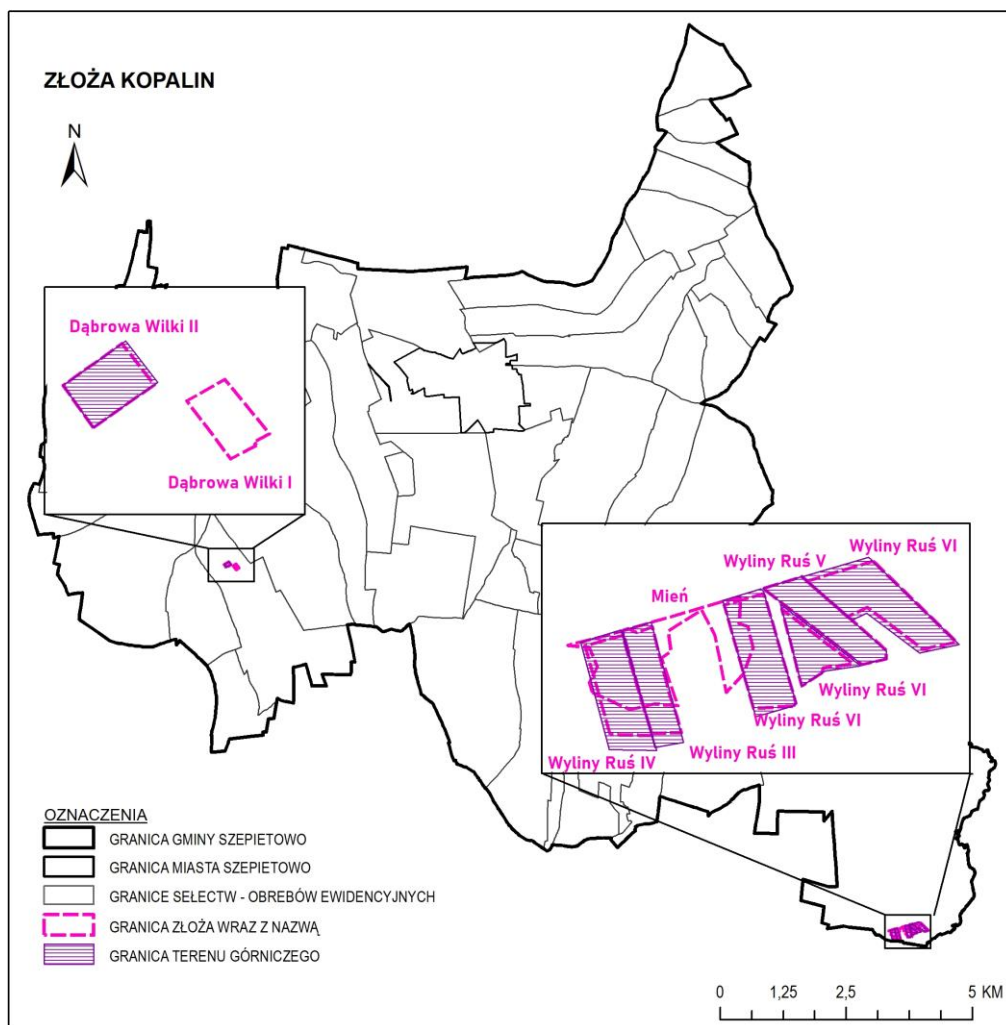 ZŁOŻA KOPALIN
N
Dąbrowa Wilki II
Dąbrowa Wilki I
Wyliny Ruś V
Wyliny Ruś VI
Mień
Wyliny Ruś VI
Wyliny Ruś VI
Wyliny Ruś III
Wyliny Ruś IV
OZNACZENIA
GRANICA GMINY SZEPIETOWO
GRANICA MIASTA SZEPIETOWO
GRANICE SEŁECTW - OBRĘBÓW EWIDENCYJNYCH
GRANICA ZŁOŻA WRAZ Z NAZWĄ
GRANICA TERENU GÓRNICZEGO
0 1,25 2,5 5 KM